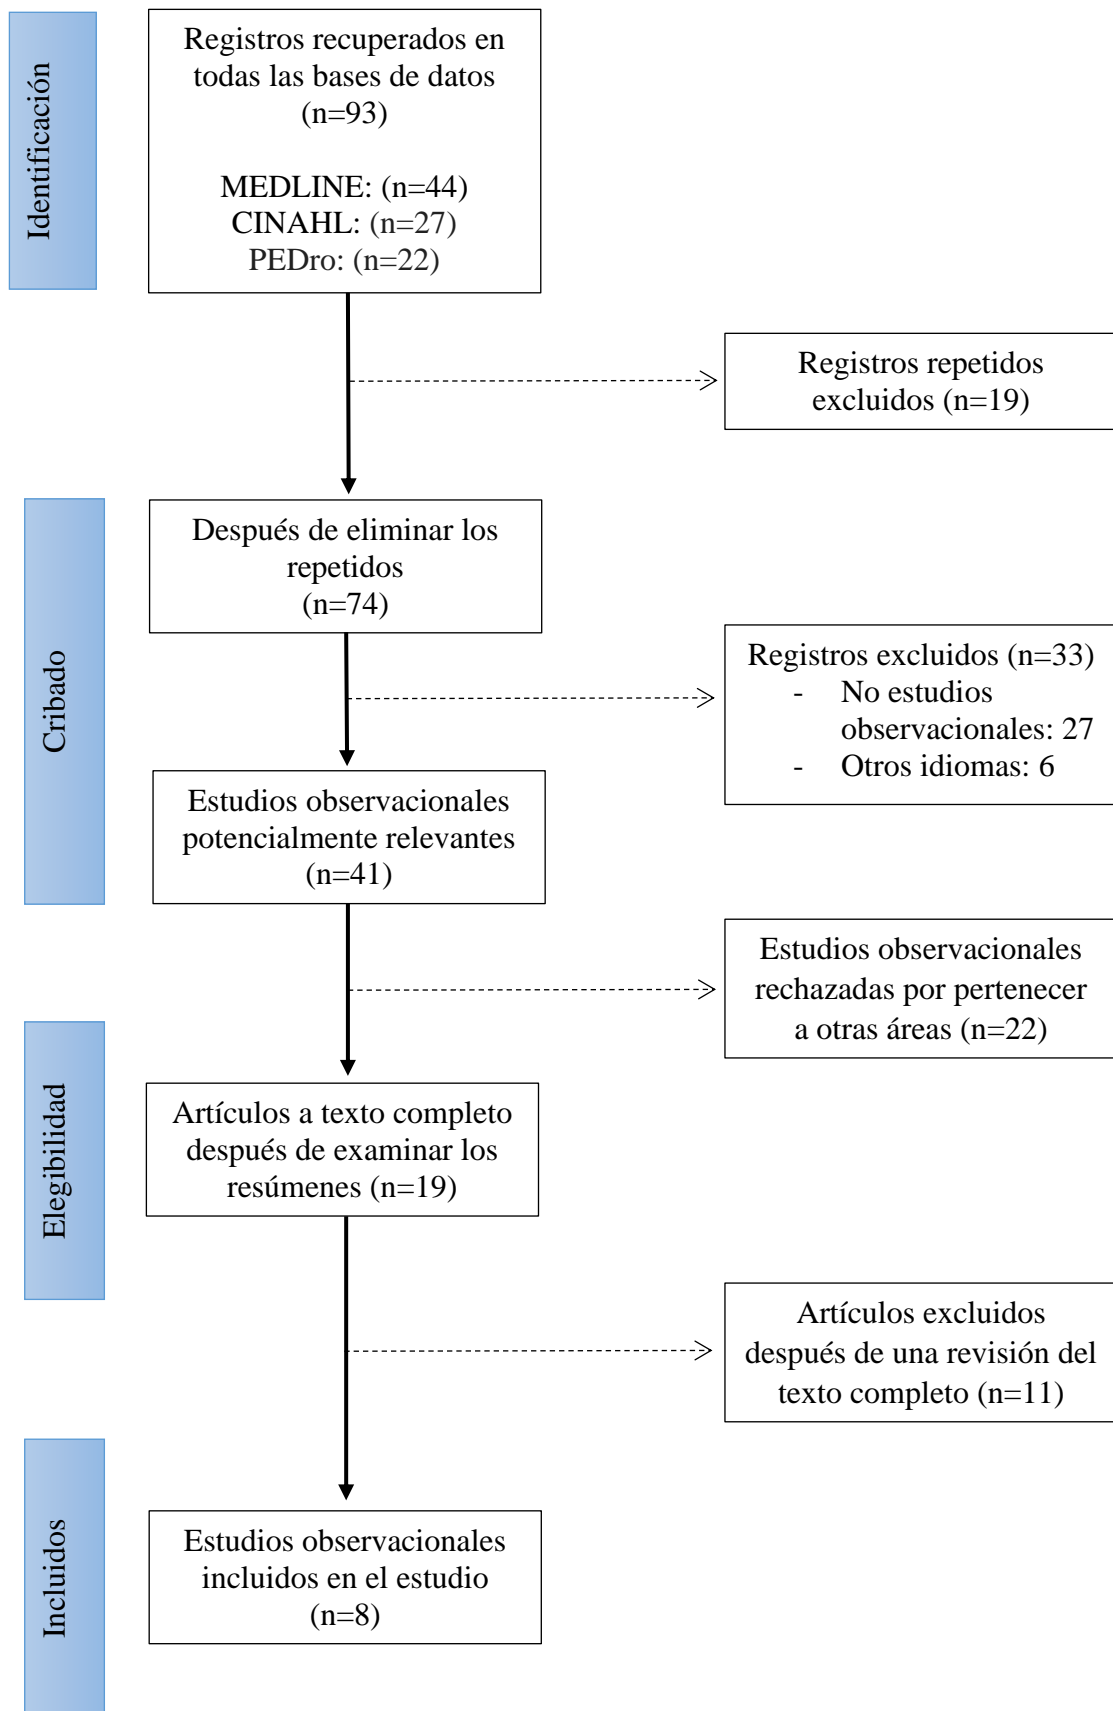 Identificación
Registros recuperados en
todas las bases de datos
(n=93)
MEDLINE: (n=44)
CINAHL: (n=27)
PEDro: (n=22)
Registros repetidos
excluidos (n=19)
Cribado
Después de eliminar los
repetidos
(n=74)
Registros excluidos (n=33)
- No estudios
observacionales: 27
- Otros idiomas: 6
Estudios observacionales
potencialmente relevantes
(n=41)
Estudios observacionales
rechazadas por pertenecer
a otras áreas (n=22)
Elegibilidad
Artículos a texto completo
después de examinar los
resúmenes (n=19)
Artículos excluidos
después de una revisión del
texto completo (n=11)
Incluidos
Estudios observacionales
incluidos en el estudio
(n=8)